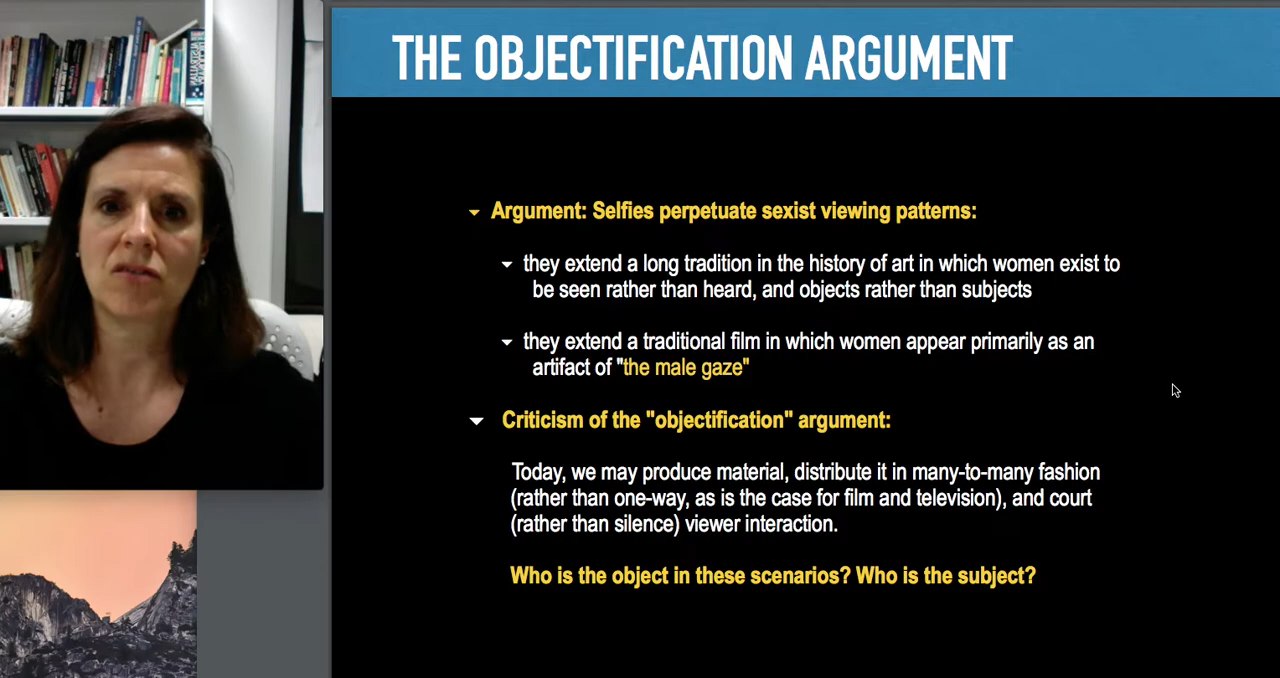 THE OBJECTIFICATION ARGUMENT
Argument: Selfies perpetuate sexist viewing patterns:
they extend a long tradition in the history of art in which women exist to
be seen rather than heard, and objects rather than subjects
they extend a traditional film in which women appear primarily as an
artifact of "the male gaze"
Criticism of the "objectification" argument:
Today, we may produce material, distribute it in many-to-many fashion
(rather than one-way, as is the case for film and television), and court
(rather than silence) viewer interaction.
Who is the object in these scenarios? Who is the subject?